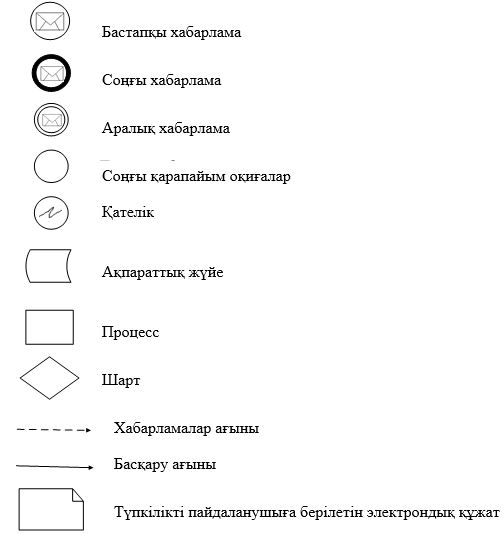 Бастапқы хабарлама
Соңғы хабарлама
Аралық хабарлама
Соңғы қарапайым оқиғалар
Қателік
Ақпараттық жүйе
Процесс
Шарт
Хабарламалар ағыны
Басқару ағыны
Түпкілікті пайдаланушыға берілетін электрондық құжат